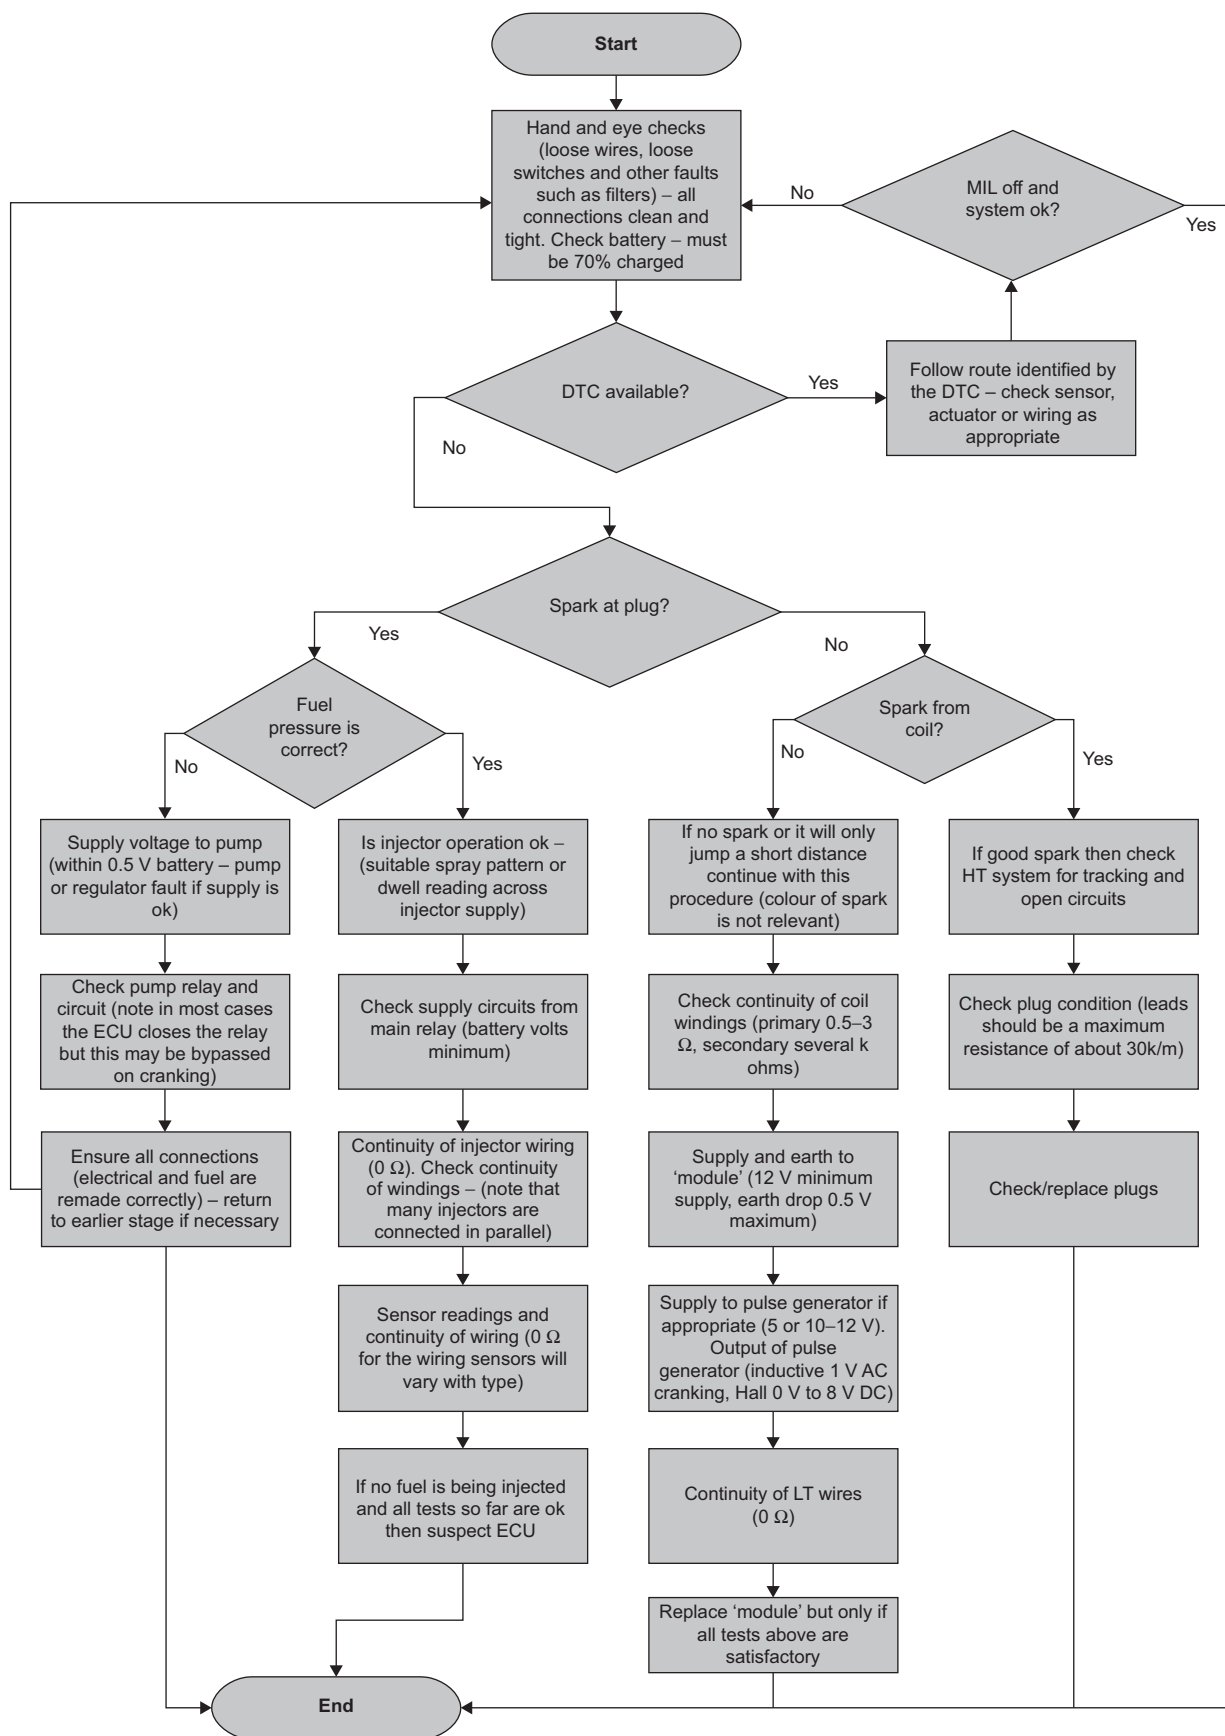 Start
Hand and eye checks
(loose wires, loose
switches and other faults
such as filters) – all
connections clean and
tight. Check battery – must
be 70% charged
No
MIL off and
system ok?
Yes
DTC available?
Yes
Follow route identified by
the DTC – check sensor,
actuator or wiring as
appropriate
No
Spark at plug?
Yes
No
Fuel
pressure is
correct?
Spark from
coil?
No
Yes
No
Yes
Supply voltage to pump
(within 0.5 V battery – pump
or regulator fault if supply is
ok)
Check pump relay and
circuit (note in most cases
the ECU closes the relay
but this may be bypassed
on cranking)
Ensure all connections
(electrical and fuel are
remade correctly) – return
to earlier stage if necessary
Is injector operation ok –
(suitable spray pattern or
dwell reading across
injector supply)
Check supply circuits from
main relay (battery volts
minimum)
Continuity of injector wiring
(0 Ω). Check continuity
of windings – (note that
many injectors are
connected in parallel)
Sensor readings and
continuity of wiring (0 Ω
for the wiring sensors will
vary with type)
If no fuel is being injected
and all tests so far are ok
then suspect ECU
If no spark or it will only
jump a short distance
continue with this
procedure (colour of spark
is not relevant)
Check continuity of coil
windings (primary 0.5–3
Ω, secondary several k
ohms)
Supply and earth to
‘module’ (12 V minimum
supply, earth drop 0.5 V
maximum)
Supply to pulse generator if
appropriate (5 or 10–12 V).
Output of pulse
generator (inductive 1 V AC
cranking, Hall 0 V to 8 V DC)
Continuity of LT wires
(0 Ω)
Replace ‘module’ but only if
all tests above are
satisfactory
If good spark then check
HT system for tracking and
open circuits
Check plug condition (leads
should be a maximum
resistance of about 30k/m)
Check/replace plugs
End